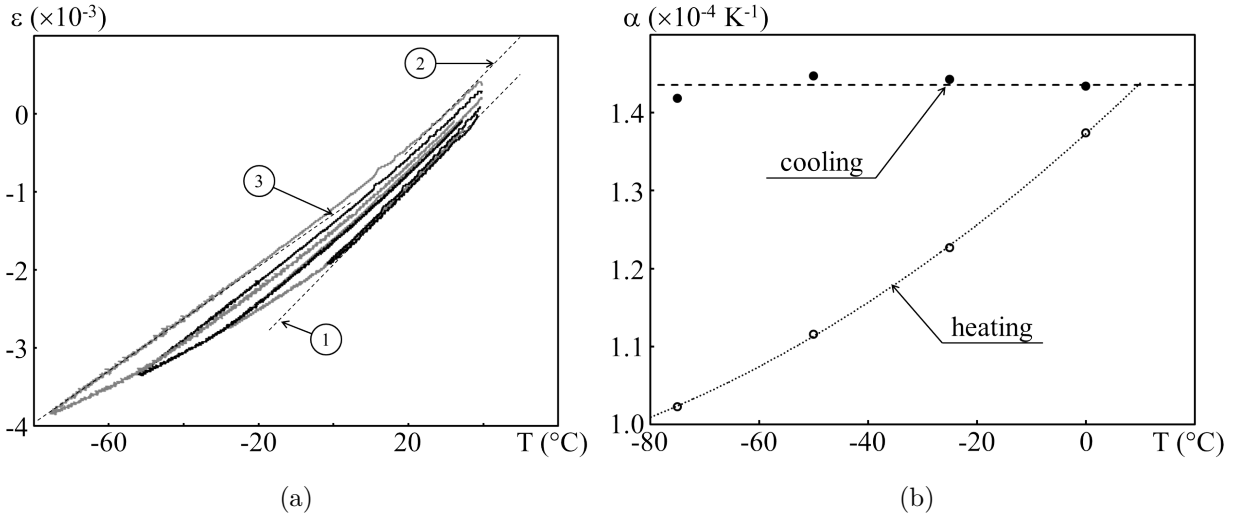 ε (×10⁻³)
0
-1
-2
-3
-4
-60
-20
20
T (°C)
1
2
3
(a)
α (×10⁻⁴ K⁻¹)
1.4
1.3
1.2
1.1
1.0
-80
-60
-40
-20
0
T (°C)
cooling
heating
(b)